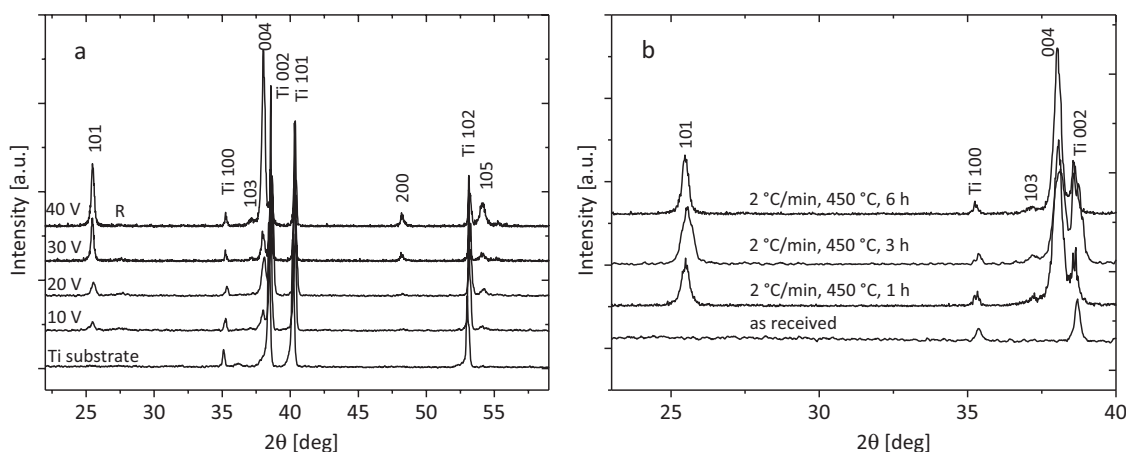 a
101
R
Ti 100
103
004
Ti 002
Ti 101
200
Ti 102
105
40 V
30 V
20 V
10 V
Ti substrate
Intensity [a.u.]
25 30 35 40 45 50 55
2θ [deg]
b
101
Ti 100
103
004
Ti 002
2 °C/min, 450 °C, 6 h
2 °C/min, 450 °C, 3 h
2 °C/min, 450 °C, 1 h
as received
Intensity [a.u.]
25 30 35 40
2θ [deg]